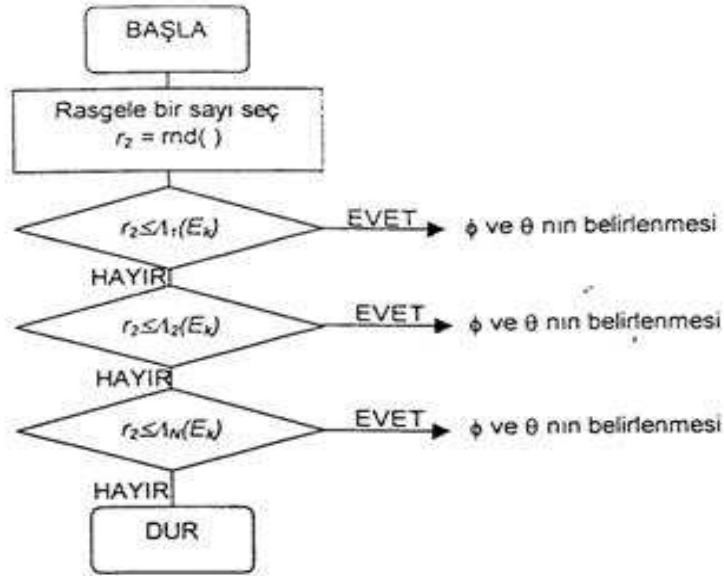 BAŞLA
Rasgele bir sayı seç
r₂ = rnd( )
r₂≤Λ₁(Eₖ)
EVET
ϕ ve θ nın belirlenmesi
HAYIR
r₂≤Λ₂(Eₖ)
EVET
ϕ ve θ nın belirlenmesi
HAYIR
r₂≤Λ_N(Eₖ)
EVET
ϕ ve θ nın belirlenmesi
HAYIR
DUR